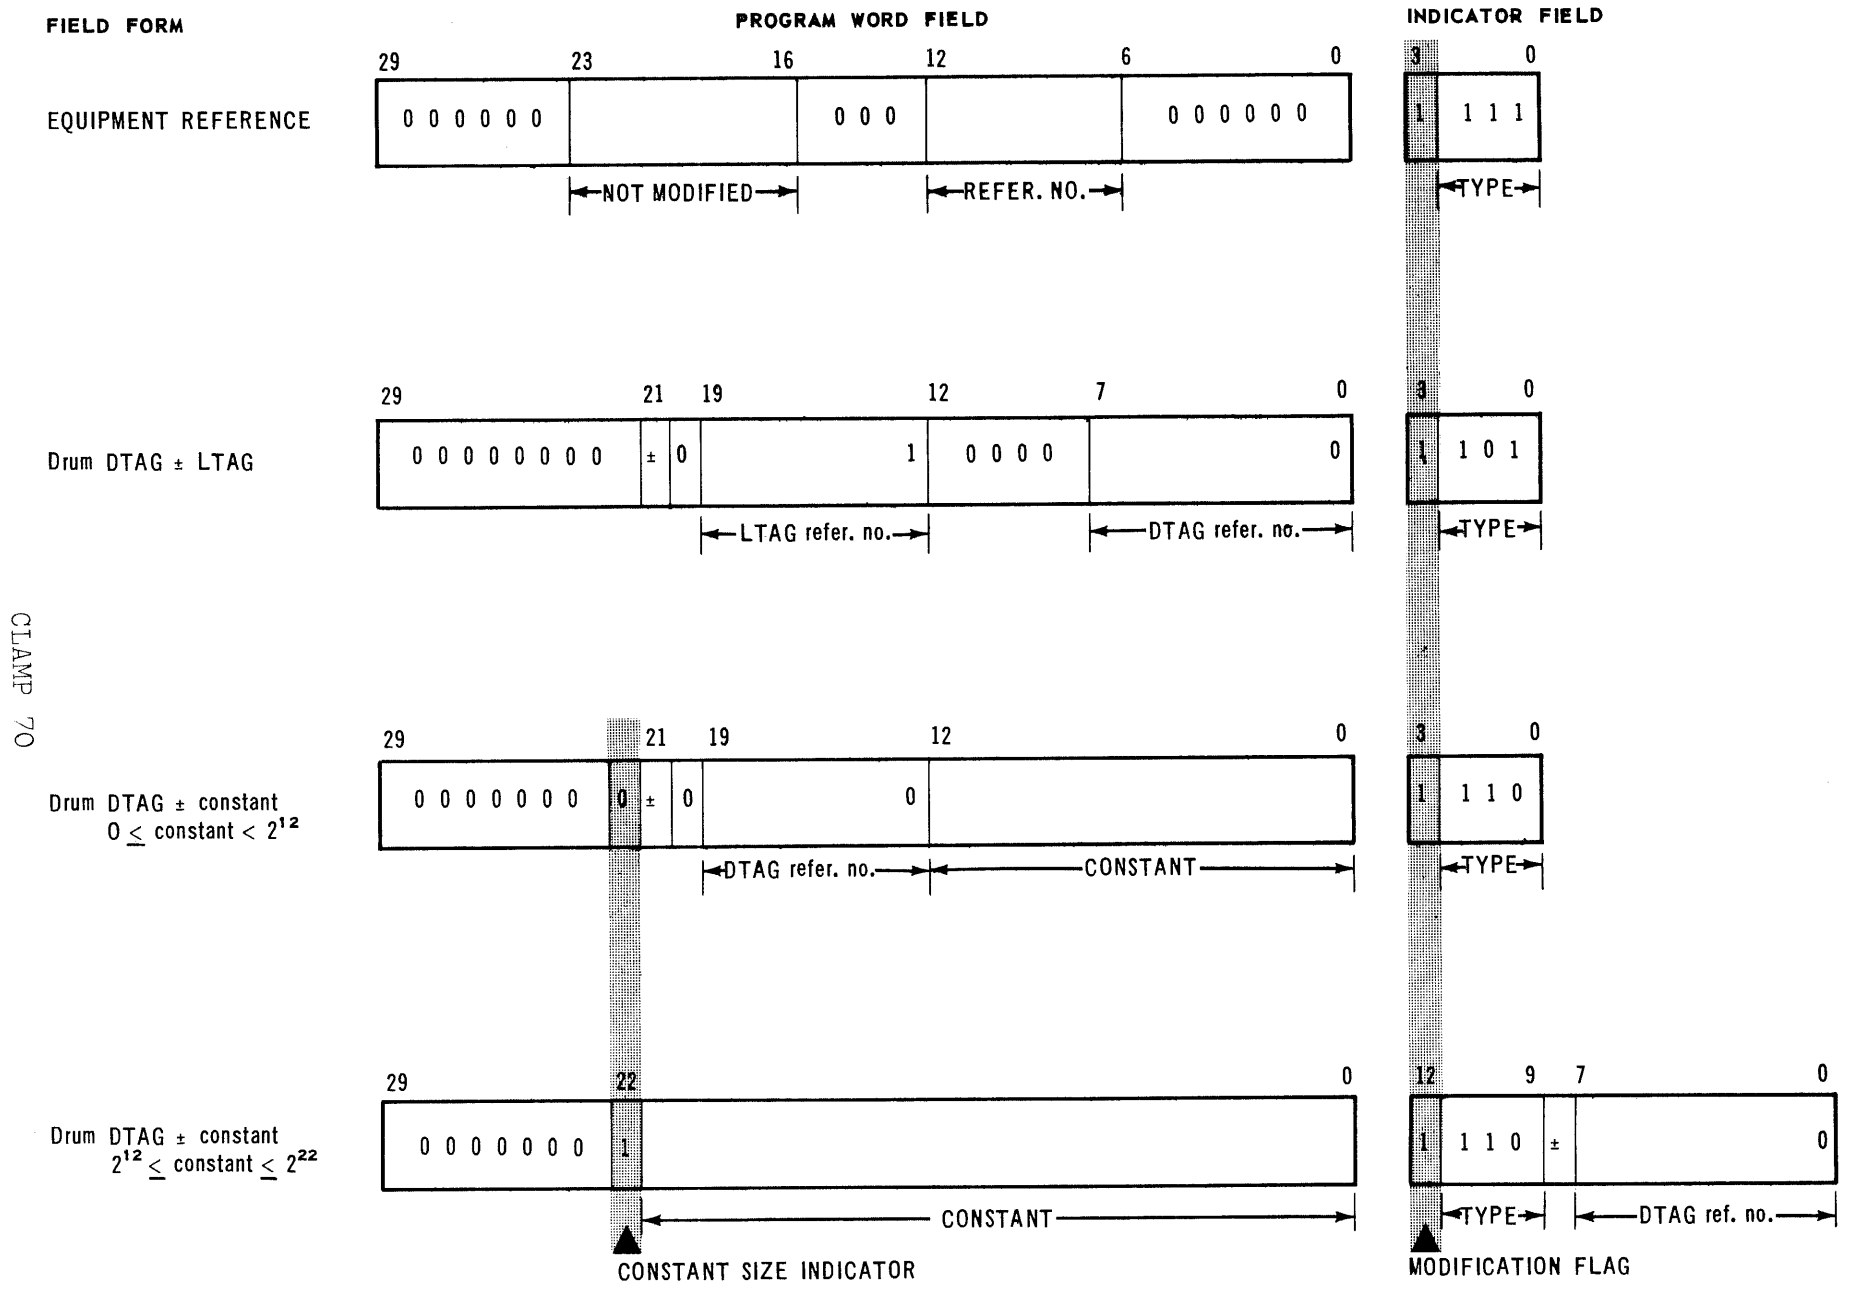 FIELD FORM PROGRAM WORD FIELD INDICATOR FIELD
29 23 16 12 6 0 3 0
EQUIPMENT REFERENCE 0 0 0 0 0 0 0 0 0 0 0 0 0 0 0 1 1 1 1
NOT MODIFIED REFER. NO. TYPE
29 21 19 12 7 0 3 0
Drum DTAG ± LTAG 0 0 0 0 0 0 0 0 ± 0 1 0 0 0 0 0 1 1 0 1
LTAG refer. no. DTAG refer. no. TYPE
CLAMP 70
29 21 19 12 0 3 0
Drum DTAG ± constant 0 0 0 0 0 0 0 0 ± 0 0 1 1 1 0
0 ≤ constant < 2¹²
DTAG refer. no. CONSTANT TYPE
29 22 0 12 9 7 0
Drum DTAG ± constant 0 0 0 0 0 0 0 1 1 1 1 0 ± 0
2¹² ≤ constant ≤ 2²²
CONSTANT TYPE DTAG ref. no.
CONSTANT SIZE INDICATOR MODIFICATION FLAG